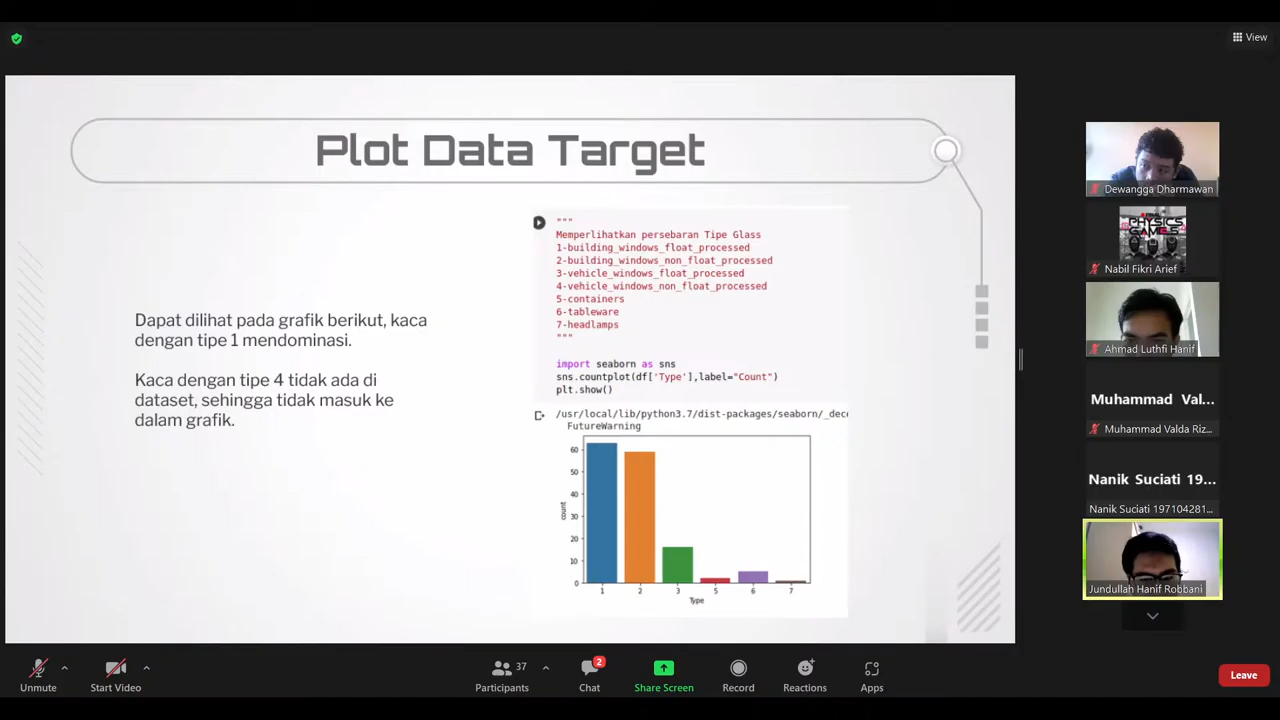 View
Plot Data Target
Dapat dilihat pada grafik berikut, kaca
dengan tipe 1 mendominasi.
Kaca dengan tipe 4 tidak ada di
dataset, sehingga tidak masuk ke
dalam grafik.
"""
Memperlihatkan persebaran Tipe Glass
1-building_windows_float_processed
2-building_windows_non_float_processed
3-vehicle_windows_float_processed
4-vehicle_windows_non_float_processed
5-containers
6-tableware
7-headlamps
"""
import seaborn as sns
sns.countplot(df['Type'],label="Count")
plt.show()
/usr/local/lib/python3.7/dist-packages/seaborn/_dec
FutureWarning
60
50
40
30
20
10
0
count
1 2 3 5 6 7
Type
Dewangga Dharmawan
PHYSICS
GAMES
Nabil Fikri Arief
Ahmad Luthfi Hanif
Muhammad Val...
Muhammad Valda Riz...
Nanik Suciati 19...
Nanik Suciati 197104281...
Jundullah Hanif Robbani
Unmute
Start Video
Participants
37
Chat
2
Share Screen
Record
Reactions
Apps
Leave